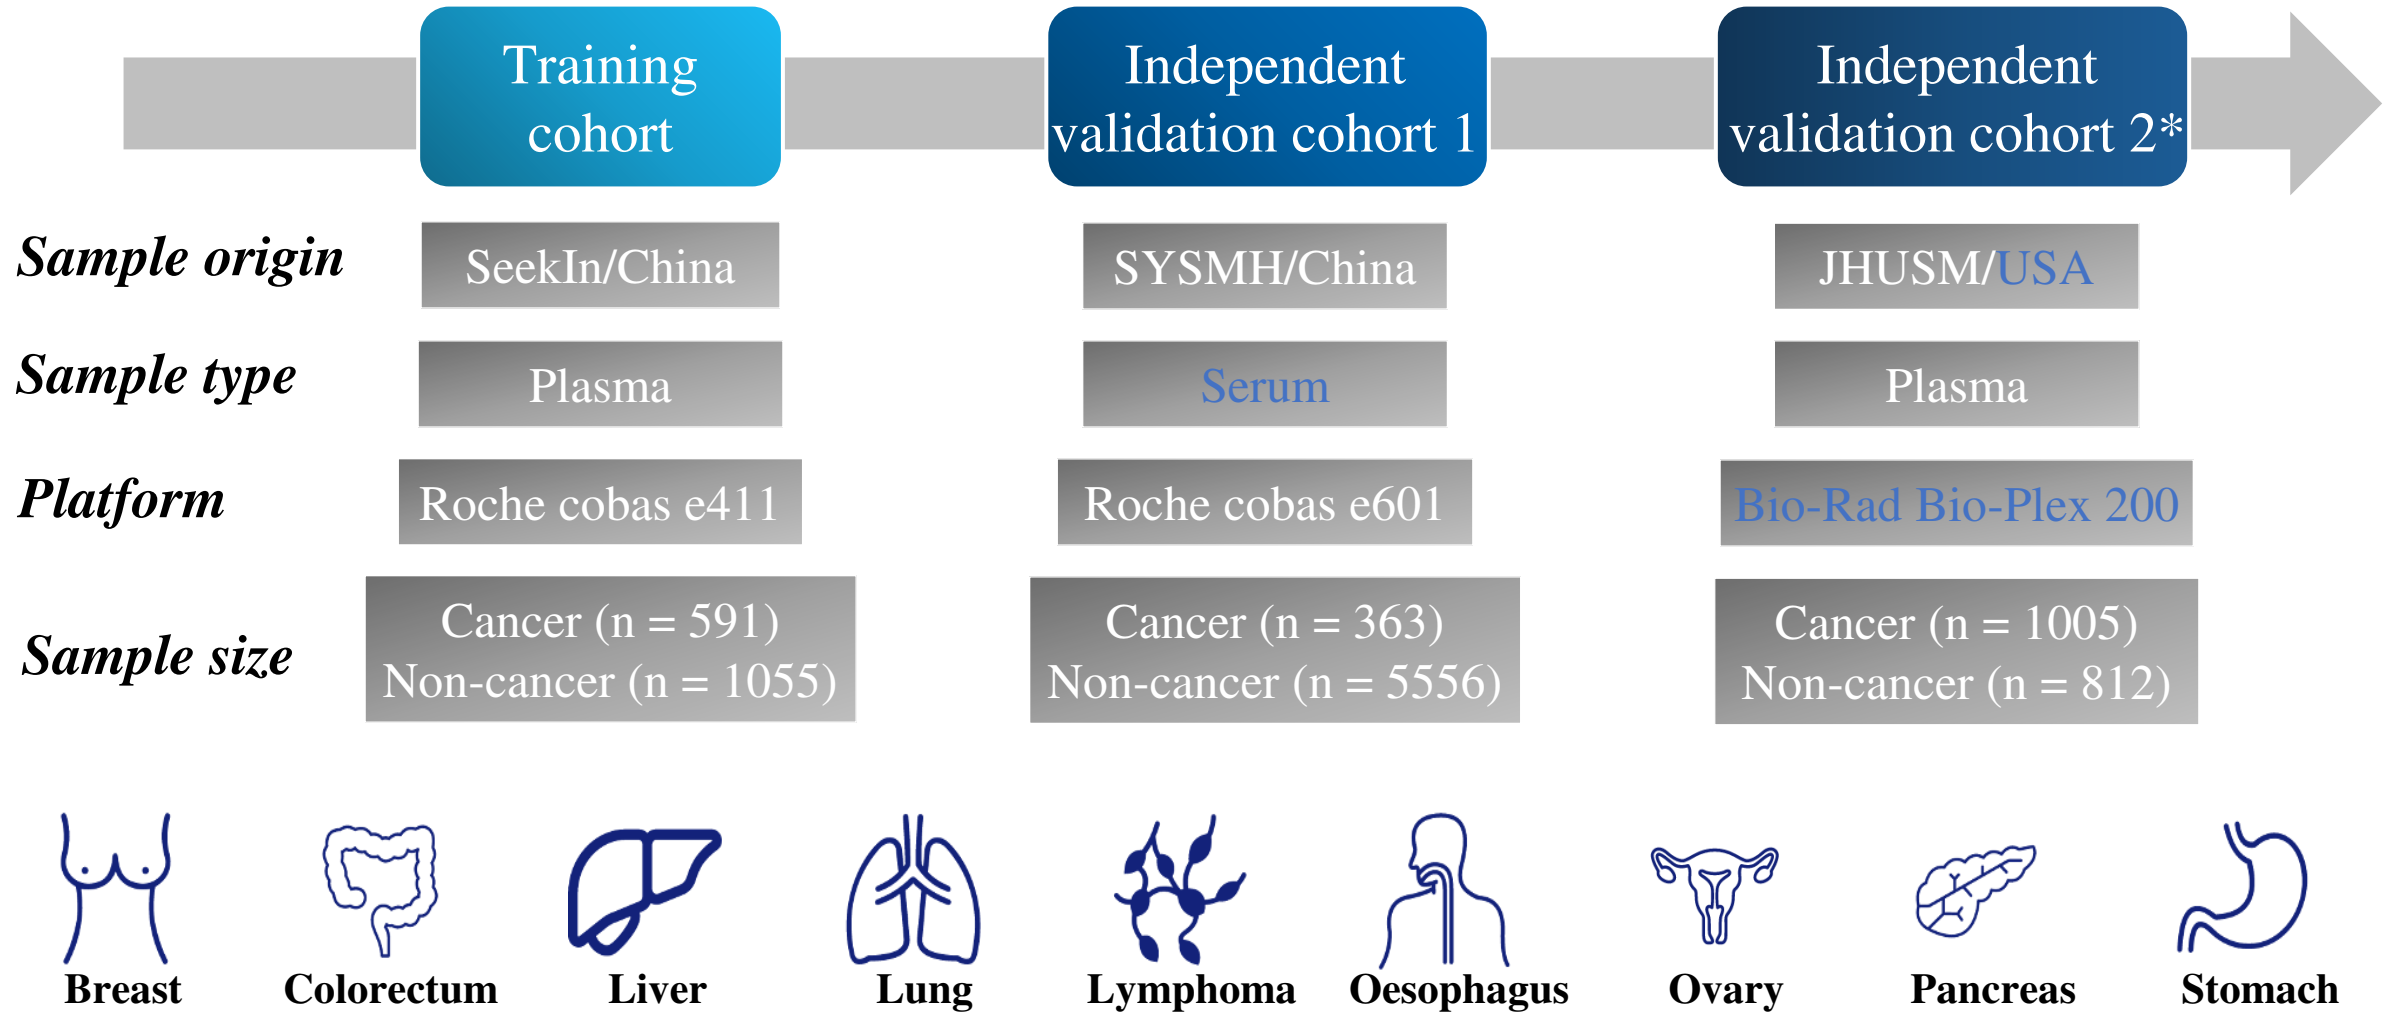 Training
cohort
Independent
validation cohort 1
Independent
validation cohort 2*
Sample origin
SeekIn/China
SYSMH/China
JHUSM/USA
Sample type
Plasma
Serum
Plasma
Platform
Roche cobas e411
Roche cobas e601
Bio-Rad Bio-Plex 200
Sample size
Cancer (n = 591)
Non-cancer (n = 1055)
Cancer (n = 363)
Non-cancer (n = 5556)
Cancer (n = 1005)
Non-cancer (n = 812)
Breast
Colorectum
Liver
Lung
Lymphoma
Oesophagus
Ovary
Pancreas
Stomach